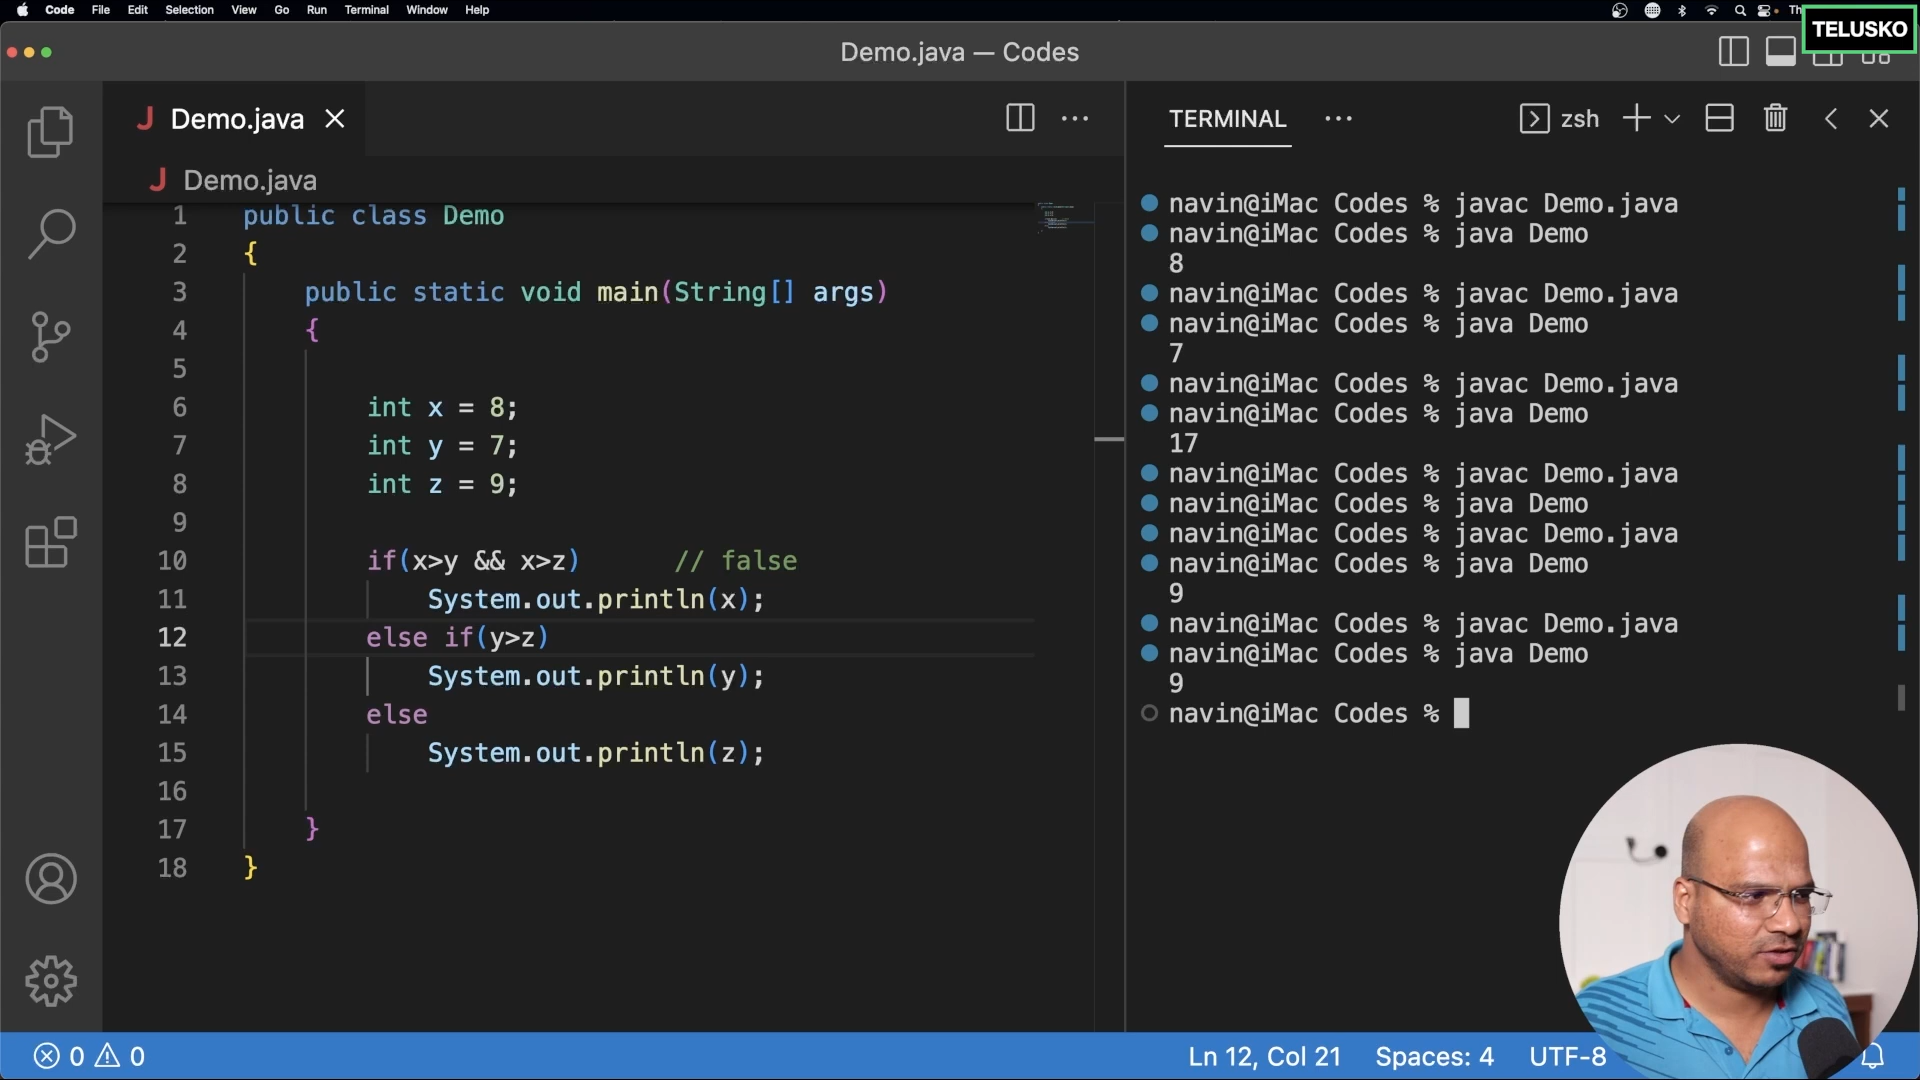 Code File Edit Selection View Go Run Terminal Window Help
TELUSKO
Demo.java — Codes
Demo.java
Demo.java
1 public class Demo
2 {
3 public static void main(String[] args)
4 {
5
6 int x = 8;
7 int y = 7;
8 int z = 9;
9
10 if(x>y && x>z) // false
11 System.out.println(x);
12 else if(y>z)
13 System.out.println(y);
14 else
15 System.out.println(z);
16
17 }
18 }
TERMINAL
zsh
navin@iMac Codes % javac Demo.java
navin@iMac Codes % java Demo
8
navin@iMac Codes % javac Demo.java
navin@iMac Codes % java Demo
7
navin@iMac Codes % javac Demo.java
navin@iMac Codes % java Demo
17
navin@iMac Codes % javac Demo.java
navin@iMac Codes % java Demo
navin@iMac Codes % javac Demo.java
navin@iMac Codes % java Demo
9
navin@iMac Codes % javac Demo.java
navin@iMac Codes % java Demo
9
navin@iMac Codes %
0 0
Ln 12, Col 21 Spaces: 4 UTF-8